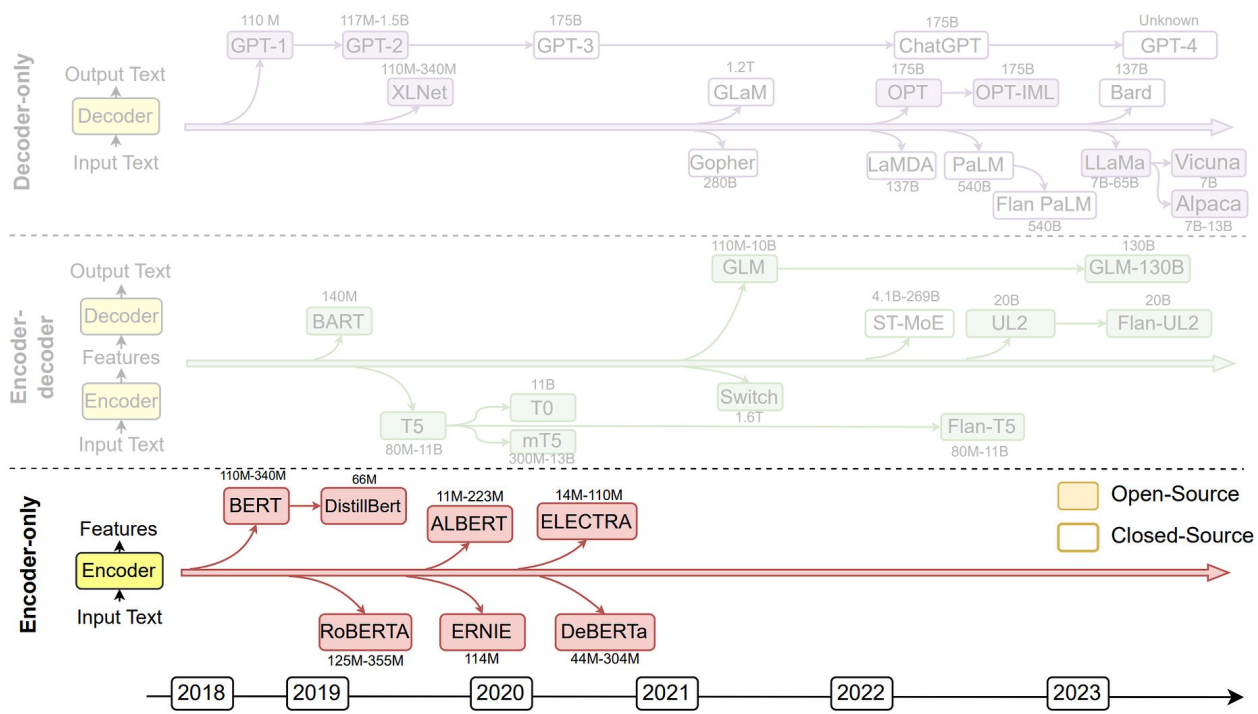 Decoder-only
Output Text
Decoder
Input Text
110 M
GPT-1
117M-1.5B
GPT-2
175B
GPT-3
175B
ChatGPT
Unknown
GPT-4
110M-340M
XLNet
1.2T
GLaM
175B
OPT
175B
OPT-IML
137B
Bard
Gopher
280B
LaMDA
137B
PaLM
540B
Flan PaLM
540B
LLaMa
7B-65B
Vicuna
7B
Alpaca
7B-13B
Encoder-
decoder
Output Text
Decoder
Features
Encoder
Input Text
110M-10B
GLM
130B
GLM-130B
140M
BART
4.1B-269B
ST-MoE
20B
UL2
20B
Flan-UL2
Switch
1.6T
T5
80M-11B
11B
T0
mT5
300M-13B
Flan-T5
80M-11B
Encoder-only
Features
Encoder
Input Text
110M-340M
BERT
66M
DistillBert
11M-223M
ALBERT
14M-110M
ELECTRA
RoBERTA
125M-355M
ERNIE
114M
DeBERTa
44M-304M
Open-Source
Closed-Source
2018
2019
2020
2021
2022
2023